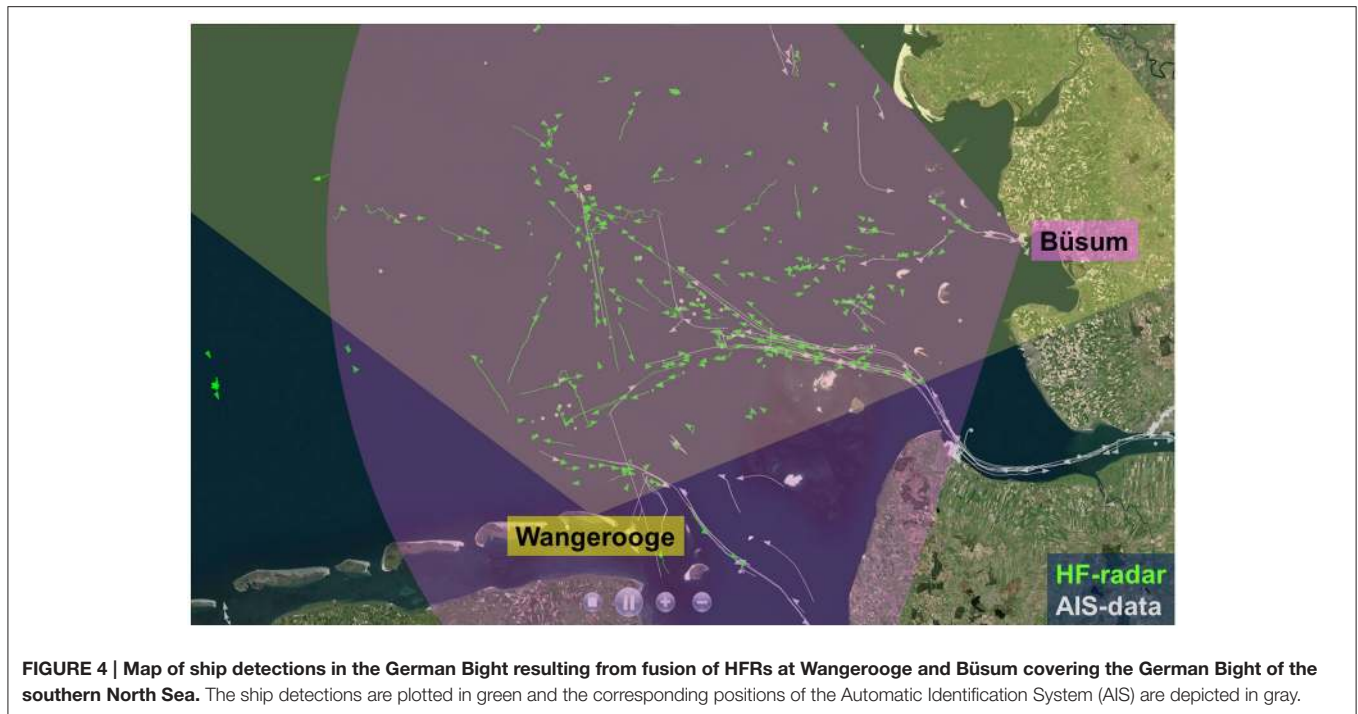 Büsum
Wangerooge
HF-radar
AIS-data
FIGURE 4 | Map of ship detections in the German Bight resulting from fusion of HFRs at Wangerooge and Büsum covering the German Bight of the
southern North Sea. The ship detections are plotted in green and the corresponding positions of the Automatic Identification System (AIS) are depicted in gray.